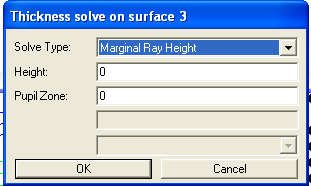 Thickness solve on surface 3
Solve Type: Marginal Ray Height
Height: 0
Pupil Zone: 0
OK Cancel